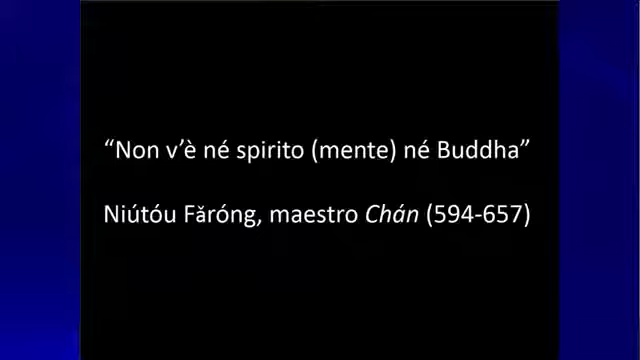 “Non v’è né spirito (mente) né Buddha”
Niútóu Fǎróng, maestro Chán (594-657)